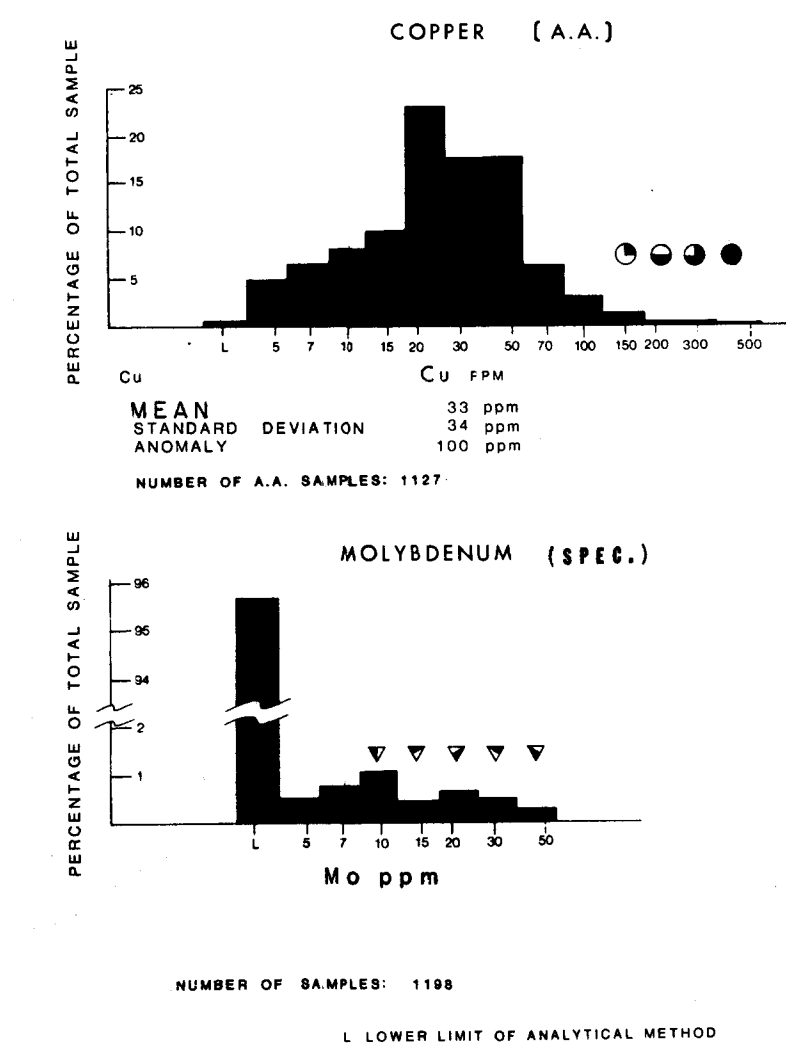 COPPER [A.A.]
PERCENTAGE OF TOTAL SAMPLE
25
20
15
10
5
L 5 7 10 15 20 30 50 70 100 150 200 300 500
Cu
Cu FPM
MEAN 33 ppm
STANDARD DEVIATION 34 ppm
ANOMALY 100 ppm
NUMBER OF A.A. SAMPLES: 1127
MOLYBDENUM (SPEC.)
PERCENTAGE OF TOTAL SAMPLE
96
95
94
2
1
L 5 7 10 15 20 30 50
Mo ppm
NUMBER OF SAMPLES: 1198
L LOWER LIMIT OF ANALYTICAL METHOD